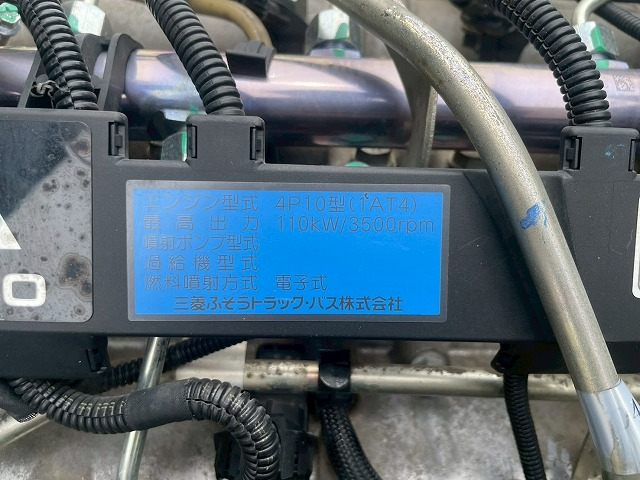 エンジン型式 4P10型(1AT4)
最高出力 110kW/3500rpm
噴射ポンプ型式
過給機型式
燃料噴射方式 電子式
三菱ふそうトラック・バス株式会社
O